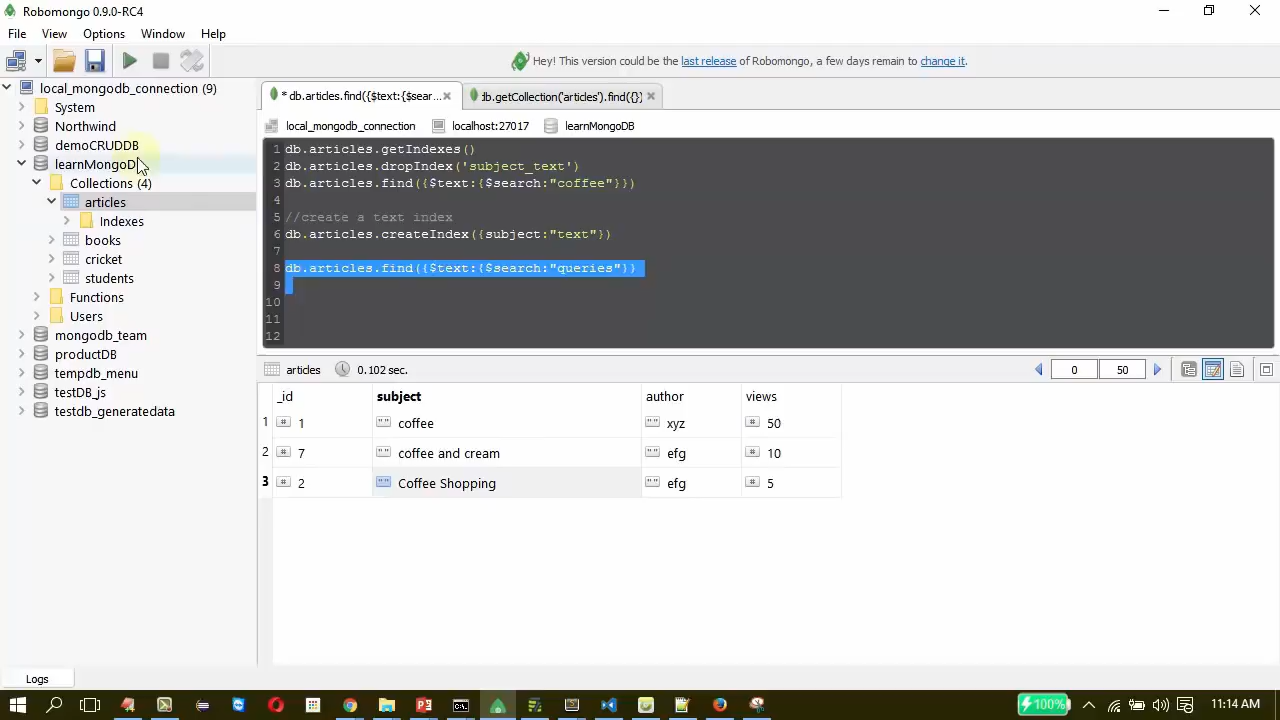 Robomongo 0.9.0-RC4
File View Options Window Help
Hey! This version could be the last release of Robomongo, a few days remain to change it.
local_mongodb_connection (9)
System
Northwind
demoCRUDDB
learnMongoD
Collections (4)
articles
Indexes
books
cricket
students
Functions
Users
mongodb_team
productDB
tempdb_menu
testDB_js
testdb_generatedata
* db.articles.find({$text:{$sear... db.getCollection('articles').find({})
local_mongodb_connection localhost:27017 learnMongoDB
1 db.articles.getIndexes()
2 db.articles.dropIndex('subject_text')
3 db.articles.find({$text:{$search:"coffee"}})
4
5 //create a text index
6 db.articles.createIndex({subject:"text"})
7
8 db.articles.find({$text:{$search:"queries"}})
9
10
11
12
articles 0.102 sec. 0 50
_id subject author views
1 1 coffee xyz 50
2 7 coffee and cream efg 10
3 2 Coffee Shopping efg 5
Logs
100% 11:14 AM